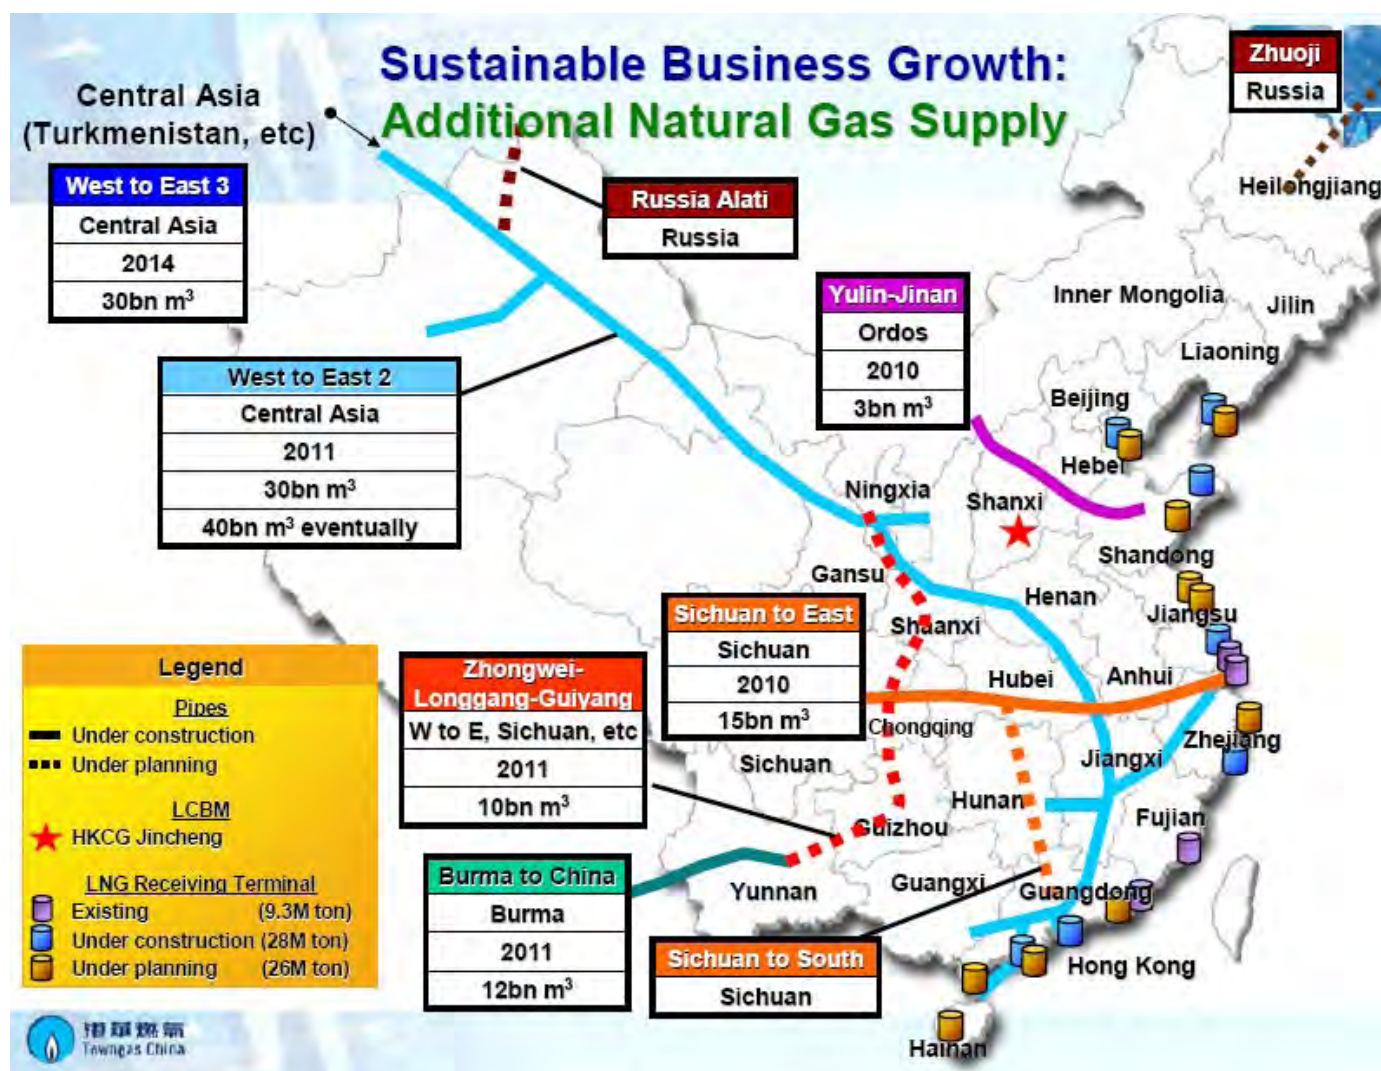 Sustainable Business Growth:
Additional Natural Gas Supply
Central Asia
(Turkmenistan, etc)
Zhuoji
Russia
Heilongjiang
West to East 3
Central Asia
2014
30bn m³
Russia Alati
Russia
Yulin-Jinan
Ordos
2010
3bn m³
Inner Mongolia
Jilin
Liaoning
Beijing
Hebei
West to East 2
Central Asia
2011
30bn m³
40bn m³ eventually
Ningxia
Shanxi
Shandong
Gansu
Henan
Jiangsu
Shaanxi
Sichuan to East
Sichuan
2010
15bn m³
Hubei
Anhui
Chongqing
Zhejiang
Jiangxi
Sichuan
Hunan
Fujian
Guizhou
Zhongwei-
Longgang-Guiyang
W to E, Sichuan, etc
2011
10bn m³
Burma to China
Burma
2011
12bn m³
Yunnan
Guangxi
Guangdong
Sichuan to South
Sichuan
Hong Kong
Hainan
Legend
Pipes
Under construction
Under planning
LCBM
HKCG Jincheng
LNG Receiving Terminal
Existing (9.3M ton)
Under construction (28M ton)
Under planning (26M ton)
港華燃氣
Towngas China